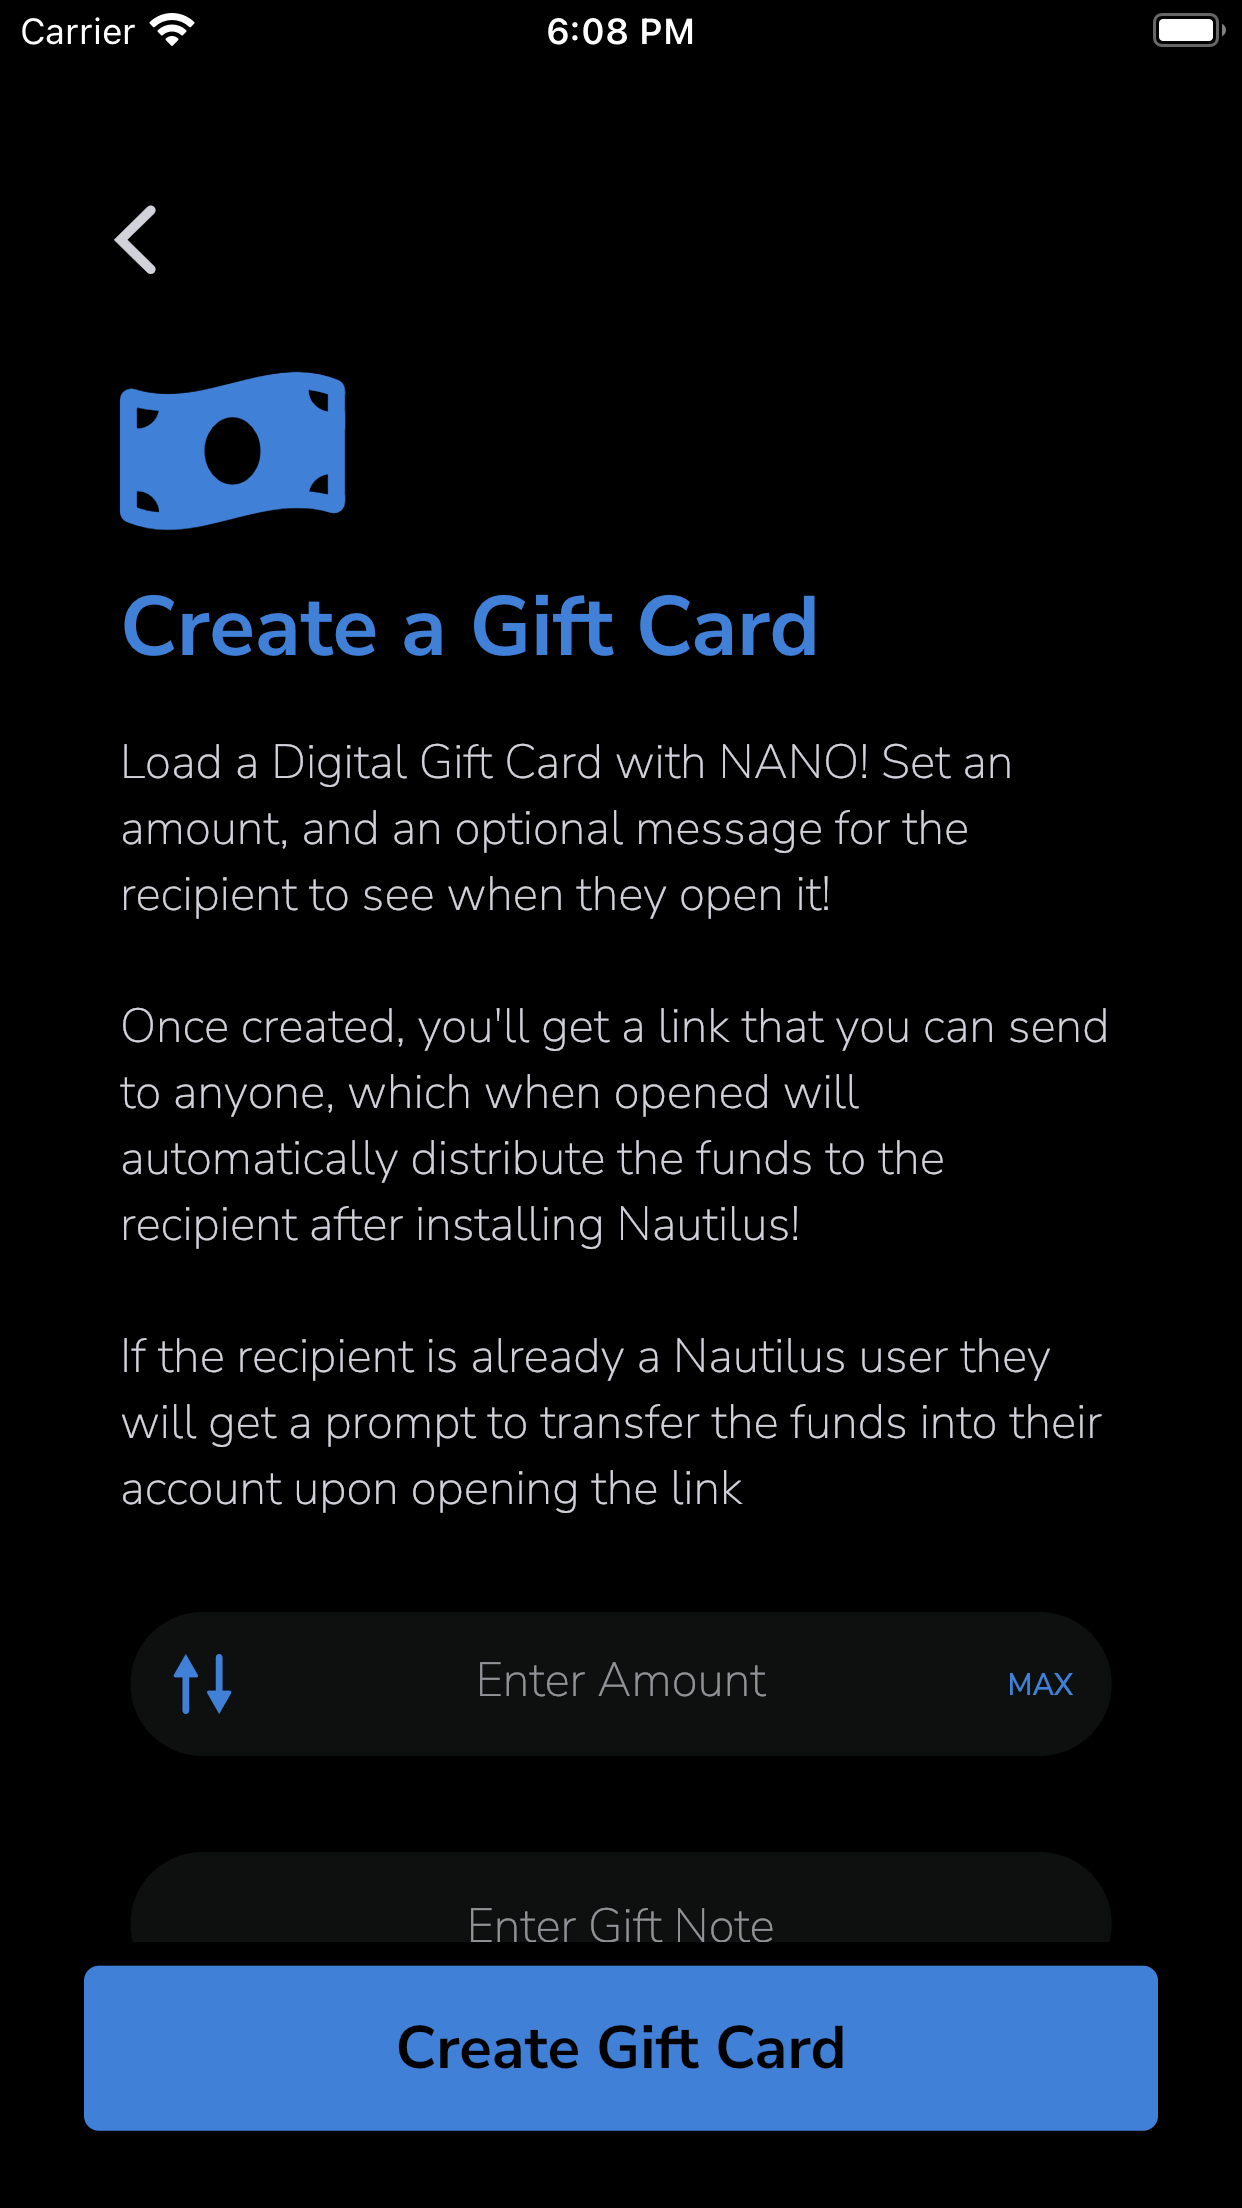 Carrier 6:08 PM
Create a Gift Card
Load a Digital Gift Card with NANO! Set an
amount, and an optional message for the
recipient to see when they open it!
Once created, you'll get a link that you can send
to anyone, which when opened will
automatically distribute the funds to the
recipient after installing Nautilus!
If the recipient is already a Nautilus user they
will get a prompt to transfer the funds into their
account upon opening the link
Enter Amount MAX
Enter Gift Note
Create Gift Card